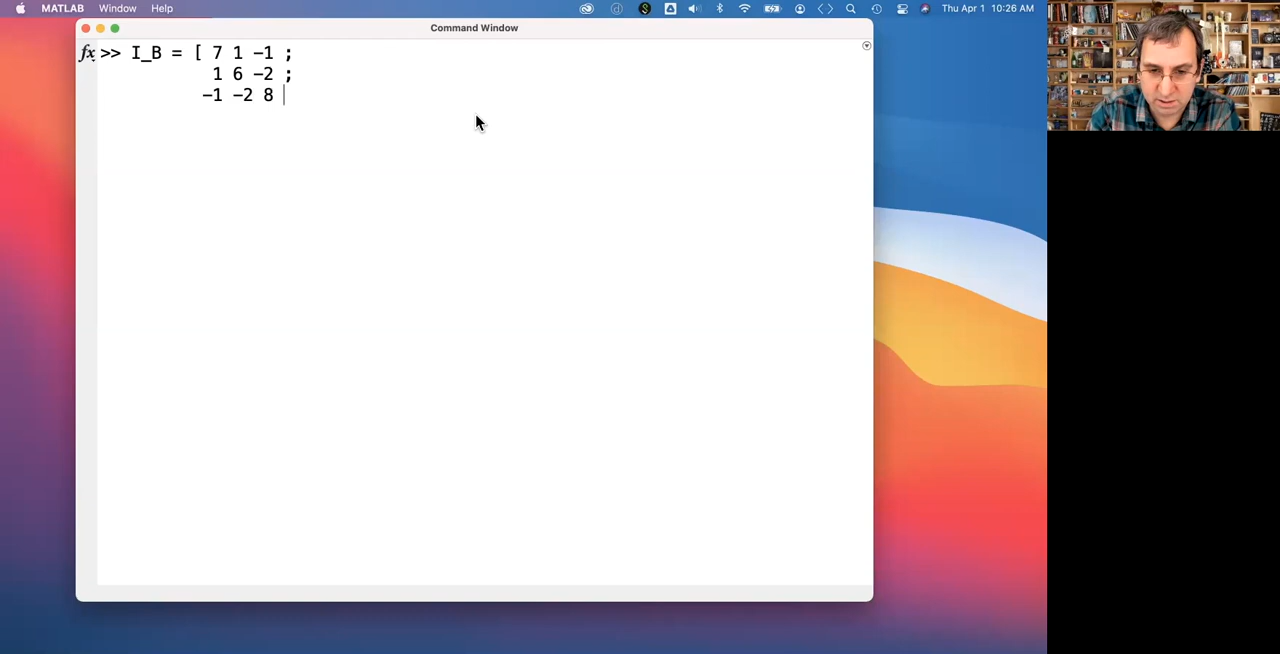 MATLAB Window Help
Thu Apr 1 10:26 AM
Command Window
fx >> I_B = [ 7 1 -1 ;
1 6 -2 ;
-1 -2 8